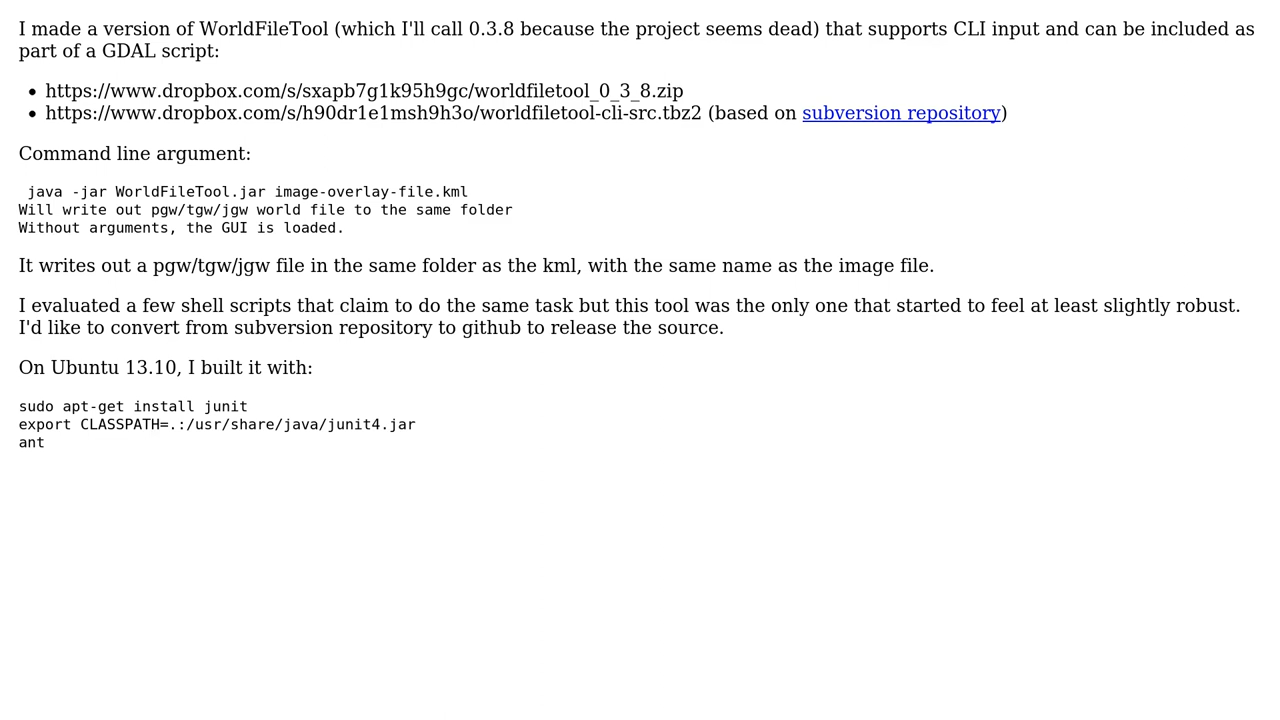 I made a version of WorldFileTool (which I'll call 0.3.8 because the project seems dead) that supports CLI input and can be included as
part of a GDAL script:
• https://www.dropbox.com/s/sxapb7g1k95h9gc/worldfiletool_0_3_8.zip
• https://www.dropbox.com/s/h90dr1e1msh9h3o/worldfiletool-cli-src.tbz2 (based on subversion repository)
Command line argument:
java -jar WorldFileTool.jar image-overlay-file.kml
Will write out pgw/tgw/jgw world file to the same folder
Without arguments, the GUI is loaded.
It writes out a pgw/tgw/jgw file in the same folder as the kml, with the same name as the image file.
I evaluated a few shell scripts that claim to do the same task but this tool was the only one that started to feel at least slightly robust.
I'd like to convert from subversion repository to github to release the source.
On Ubuntu 13.10, I built it with:
sudo apt-get install junit
export CLASSPATH=.:/usr/share/java/junit4.jar
ant